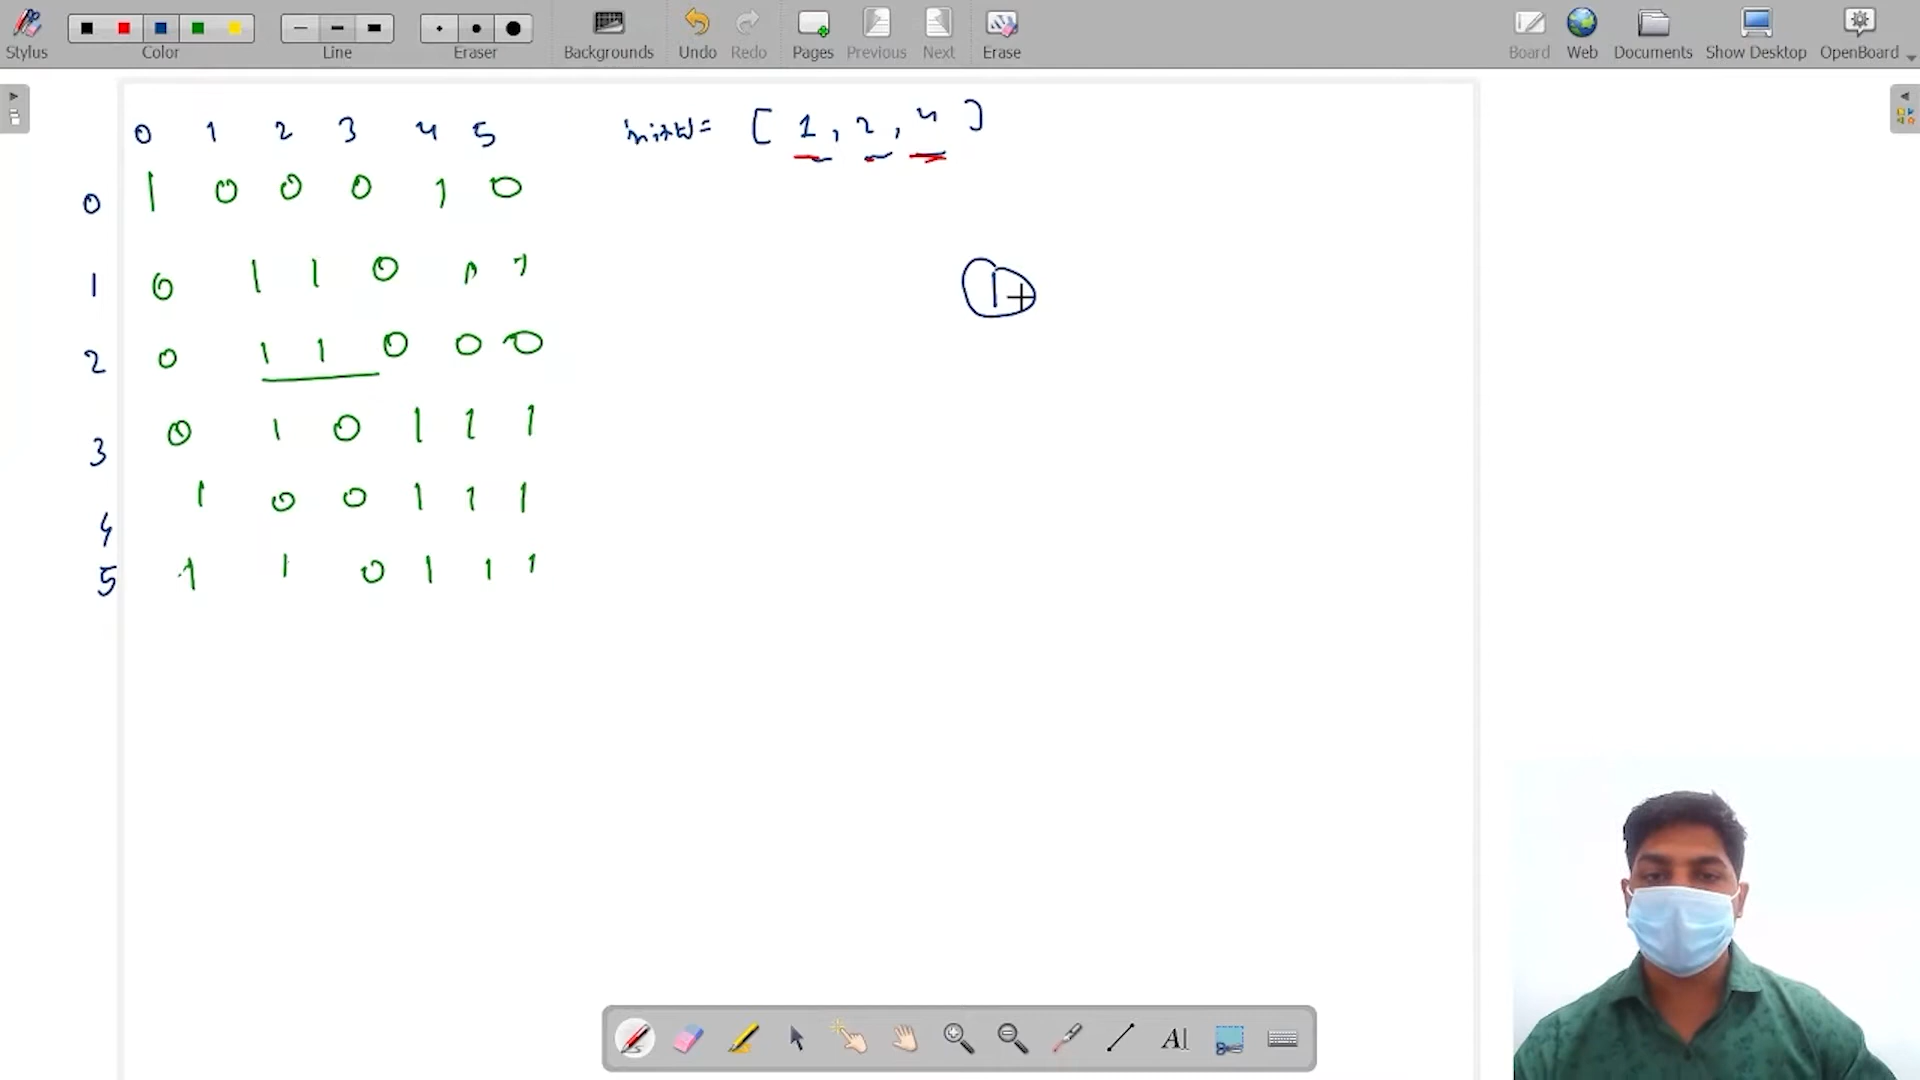 Stylus Color Line Eraser Backgrounds Undo Redo Pages Previous Next Erase Board Web Documents Show Desktop OpenBoard
0 1 2 3 4 5 = [ 1 , 2 , 4 ]
0 1 0 0 0 1 0
1 0 1 1 0 1 1
1
2 0 1 1 0 0 0
3 0 1 0 1 1 1
4 1 0 0 1 1 1
5 1 1 0 1 1 1
AI